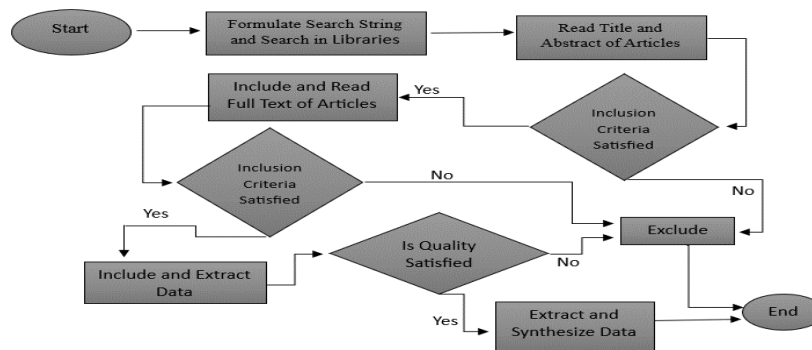 Start
Formulate Search String
and Search in Libraries
Read Title and
Abstract of Articles
Include and Read
Full Text of Articles
Yes
Inclusion
Criteria
Satisfied
No
Inclusion
Criteria
Satisfied
No
Yes
Exclude
Include and Extract
Data
Is Quality
Satisfied
No
Yes
Extract and
Synthesize Data
End